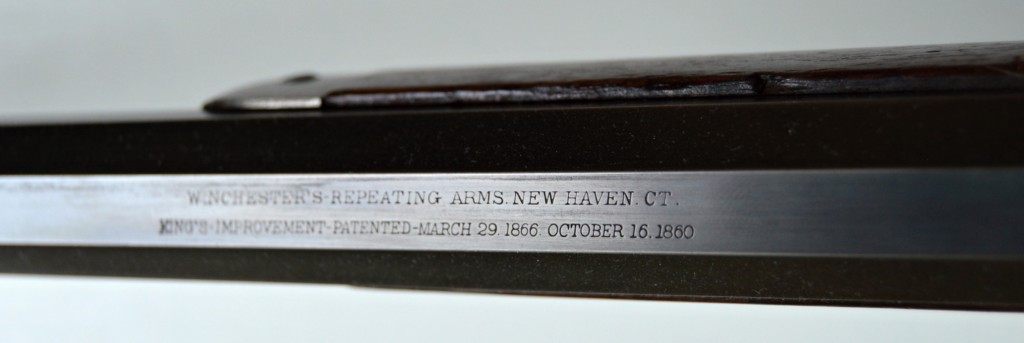 WINCHESTER'S-REPEATING ARMS. NEW HAVEN. CT.
KING'S-IMPROVEMENT-PATENTED-MARCH 29. 1866. OCTOBER 16. 1860